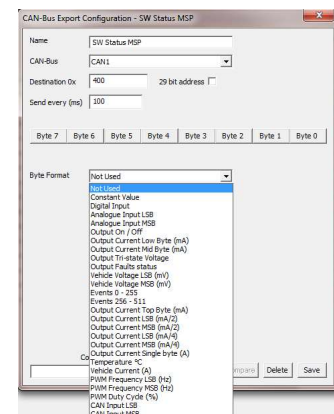 CAN-Bus Export Configuration - SW Status MSP
Name SW Status MSP
CAN-Bus CAN1
Destination 0x 400 29 bit address
Send every (ms) 100
Byte 7 Byte 6 Byte 5 Byte 4 Byte 3 Byte 2 Byte 1 Byte 0
Byte Format Not Used
Not Used
Constant Value
Digital Input
Analogue Input LSB
Analogue Input MSB
Output On / Off
Output Current Low Byte (mA)
Output Current Mid Byte (mA)
Output Tri-state Voltage
Output Faults status
Vehicle Voltage LSB (mV)
Vehicle Voltage MSB (mV)
Events 0 - 255
Events 256 - 511
Output Current Top Byte (mA)
Output Current LSB (mA/2)
Output Current MSB (mA/2)
Output Current LSB (mA/4)
Output Current MSB (mA/4)
Output Current Single byte (A)
Temperature °C
Vehicle Current (A)
PWM Frequency LSB (Hz)
PWM Frequency MSB (Hz)
PWM Duty Cycle (%)
CAN Input LSB
CAN Input MSB
Delete Save